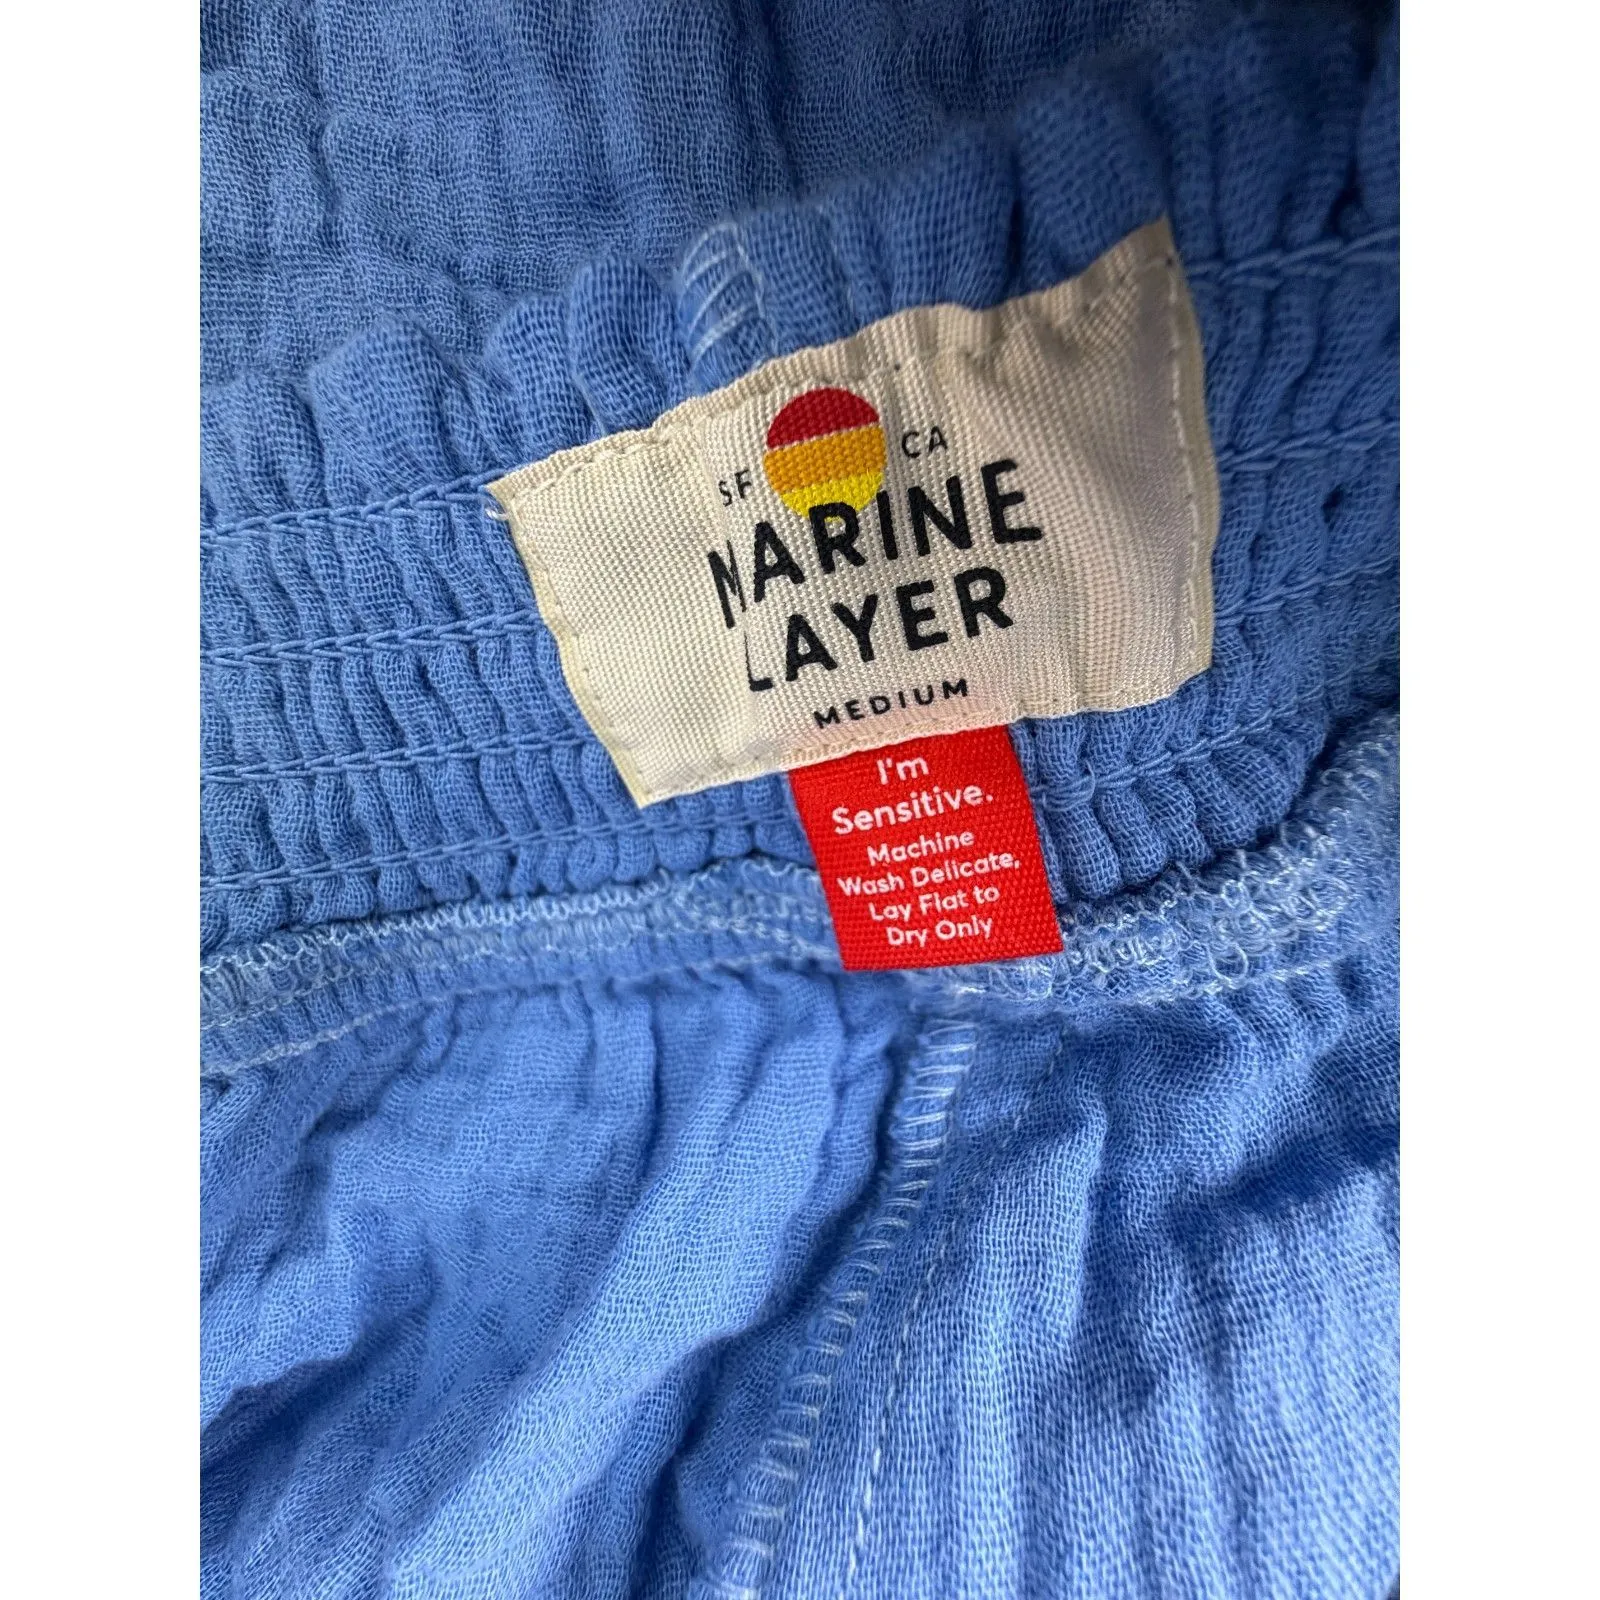 SF CA
MARINE
LAYER
MEDIUM
I'm
Sensitive.
Machine
Wash Delicate,
Lay Flat to
Dry Only